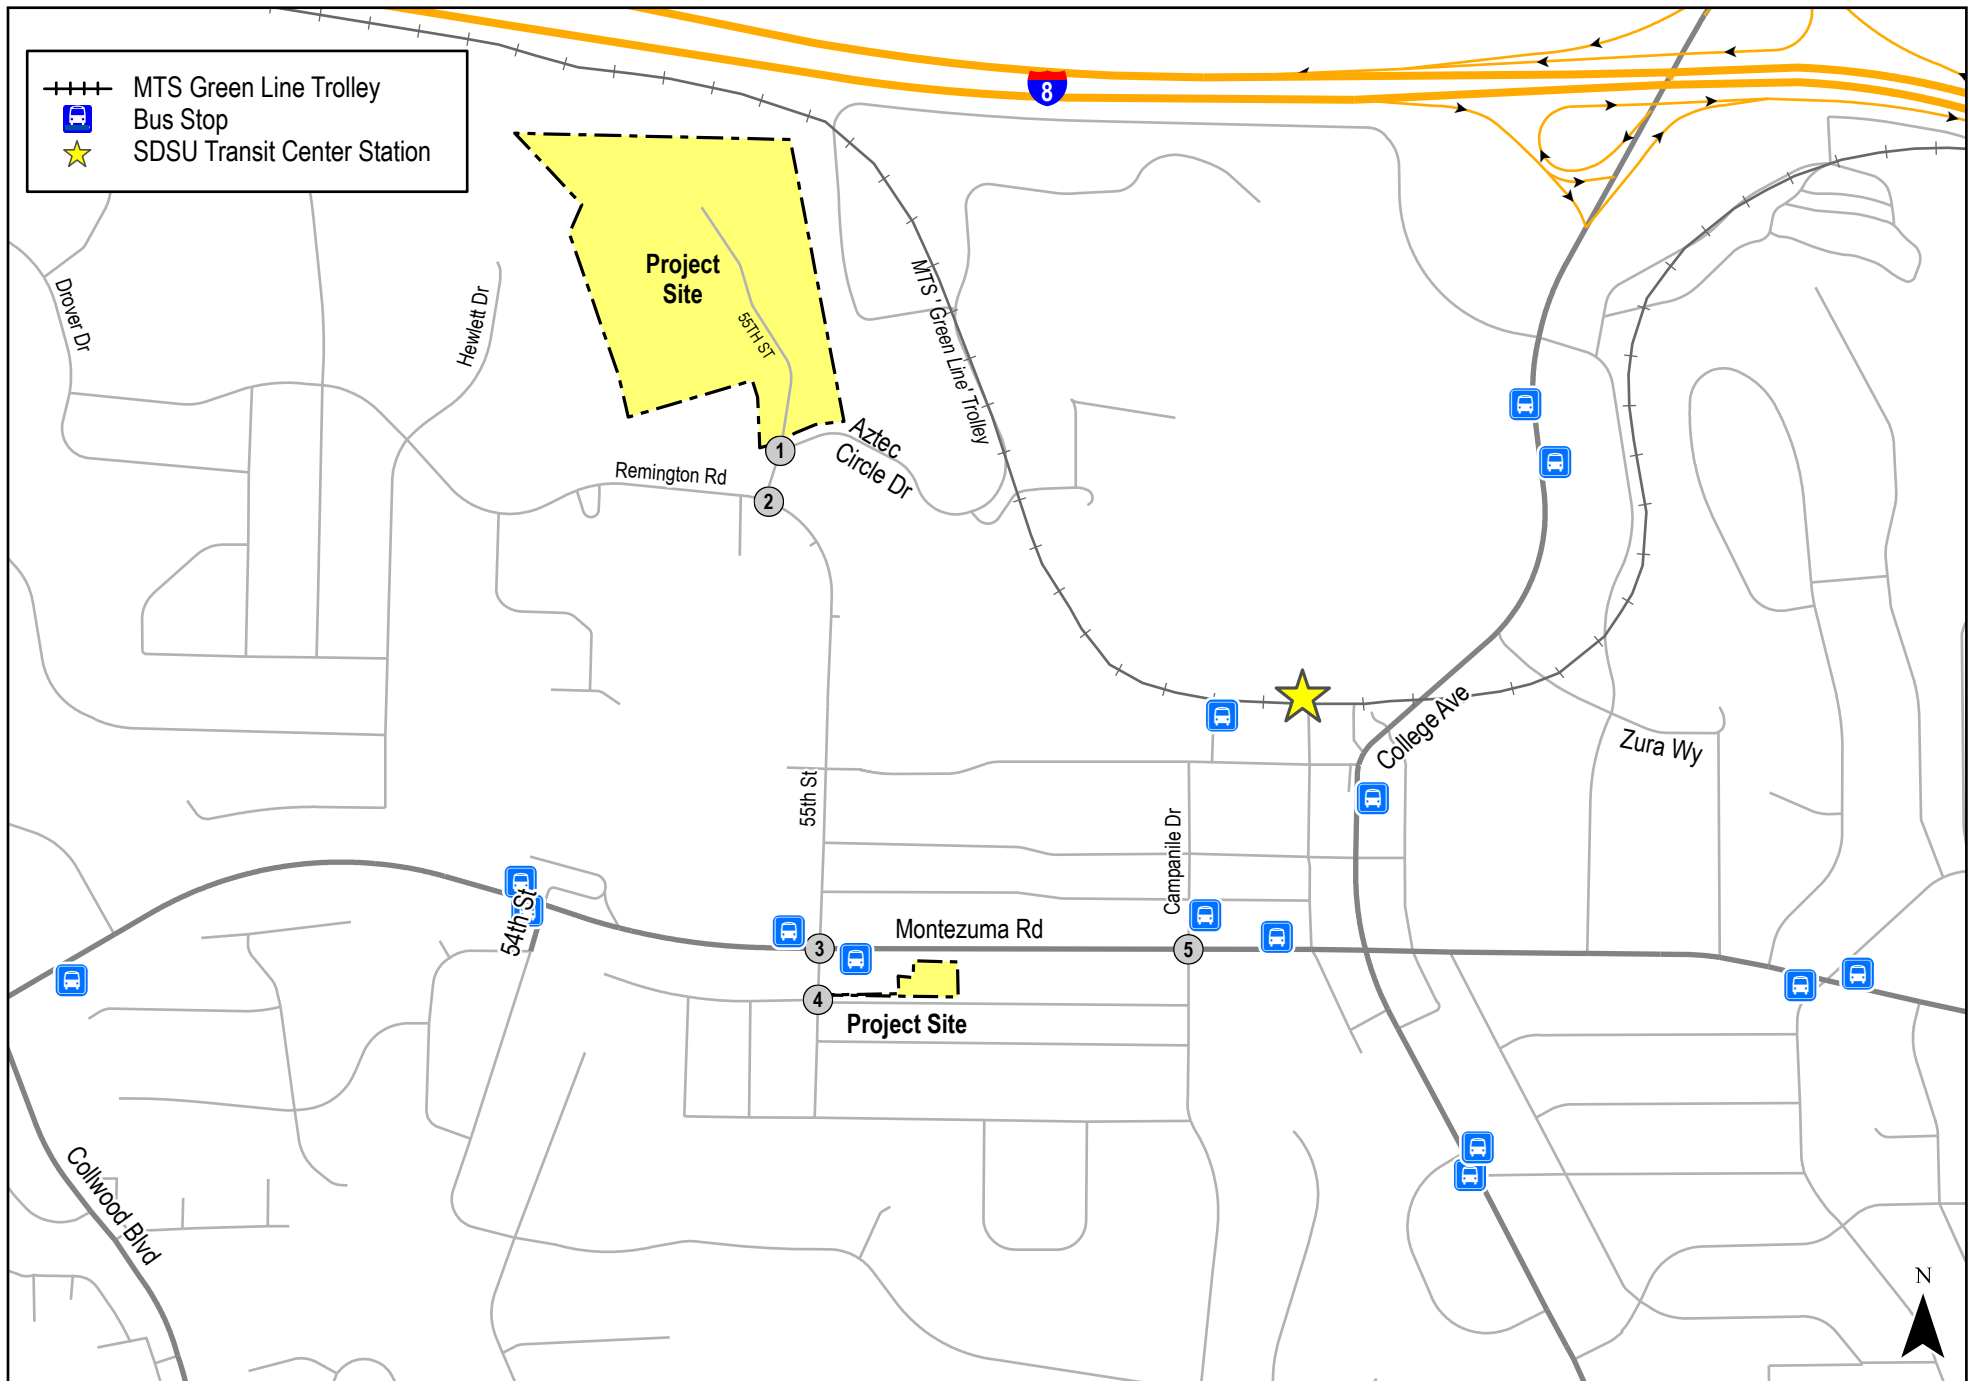 MTS Green Line Trolley
Bus Stop
SDSU Transit Center Station
8
Project
Site
55TH ST
Drover Dr
Hewlett Dr
MTS 'Green Line' Trolley
Aztec
Circle Dr
1
Remington Rd
2
College Ave
Zura Wy
55th St
Campanile Dr
54th St
Montezuma Rd
3
5
4
Project Site
Collwood Blvd
N